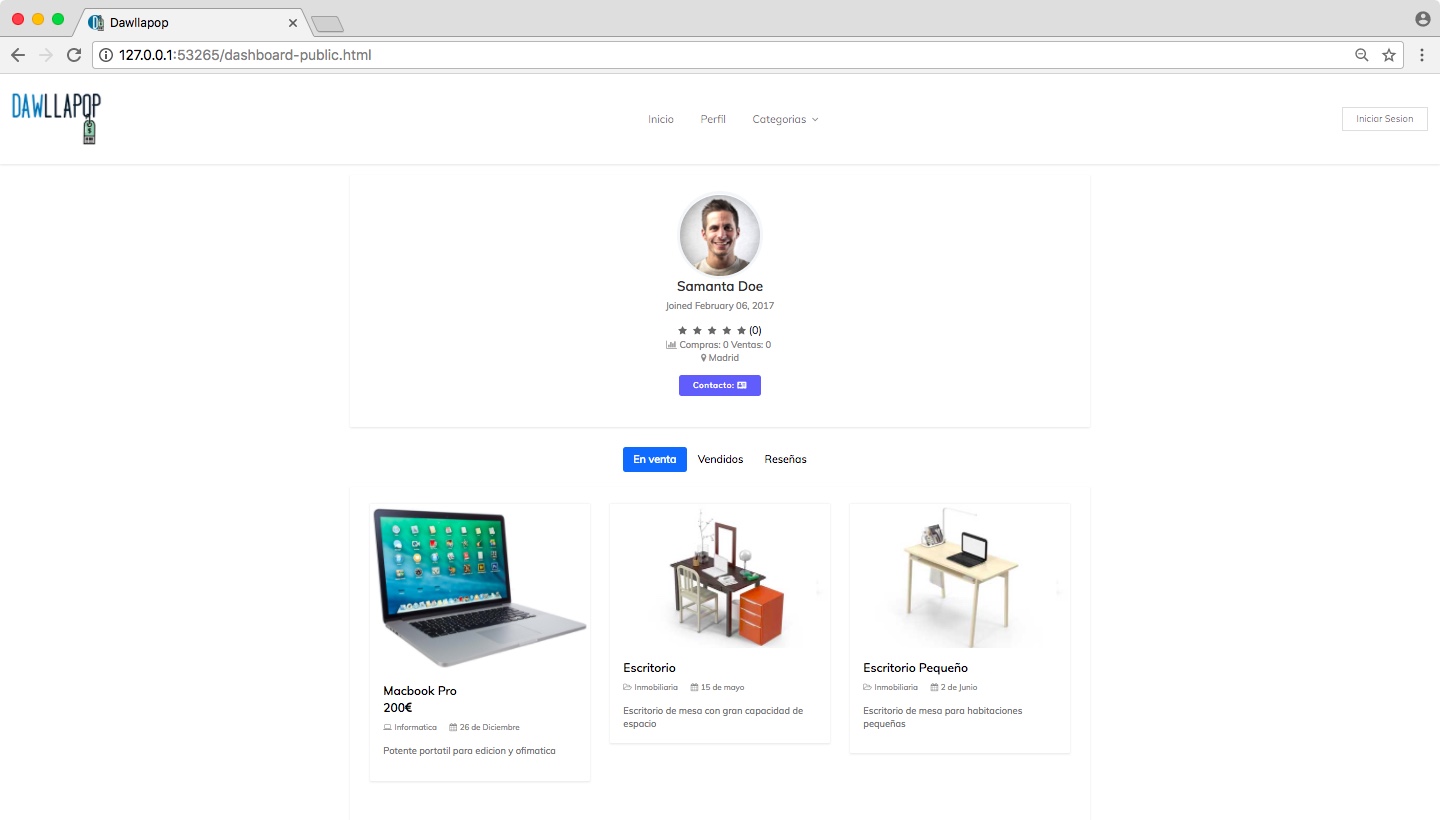 Dawllapop
127.0.0.1:53265/dashboard-public.html
DAWLLAPOP
Inicio Perfil Categorias
Iniciar Sesion
Samanta Doe
Joined February 06, 2017
(0)
Compras: 0 Ventas: 0
Madrid
Contacto:
En venta Vendidos Reseñas
Macbook Pro
200€
Informatica 26 de Diciembre
Potente portatil para edicion y ofimatica
Escritorio
Inmobiliaria 15 de mayo
Escritorio de mesa con gran capacidad de
espacio
Escritorio Pequeño
Inmobiliaria 2 de Junio
Escritorio de mesa para habitaciones
pequeñas